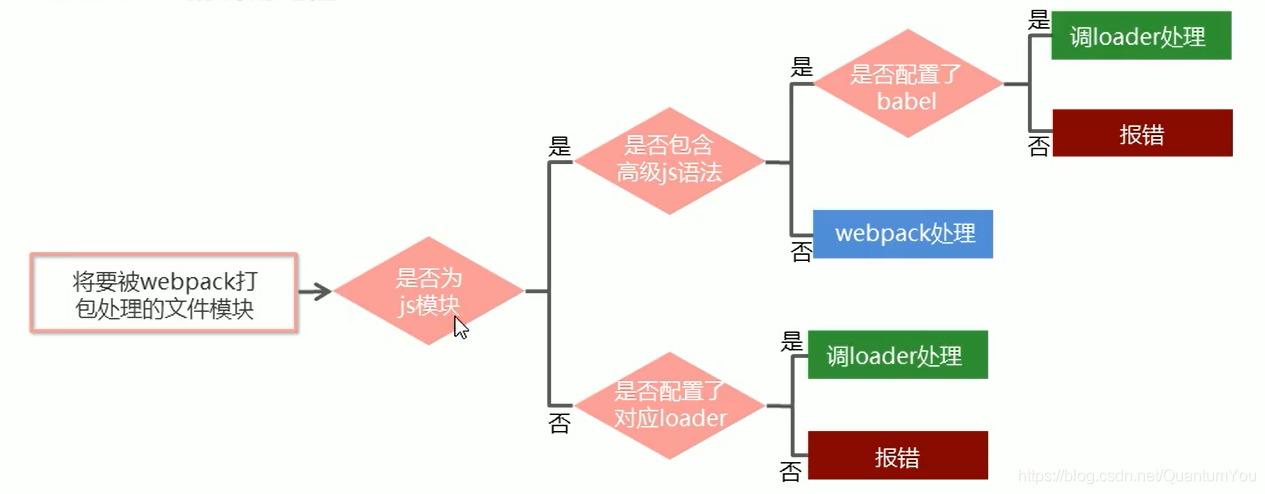 将要被webpack打
包处理的文件模块
是否为
js模块
是
是否包含
高级js语法
是
是否配置了
babel
是
调loader处理
否
报错
否
webpack处理
否
是否配置了
对应loader
是
调loader处理
否
报错
https://blog.csdn.net/QuantumYou